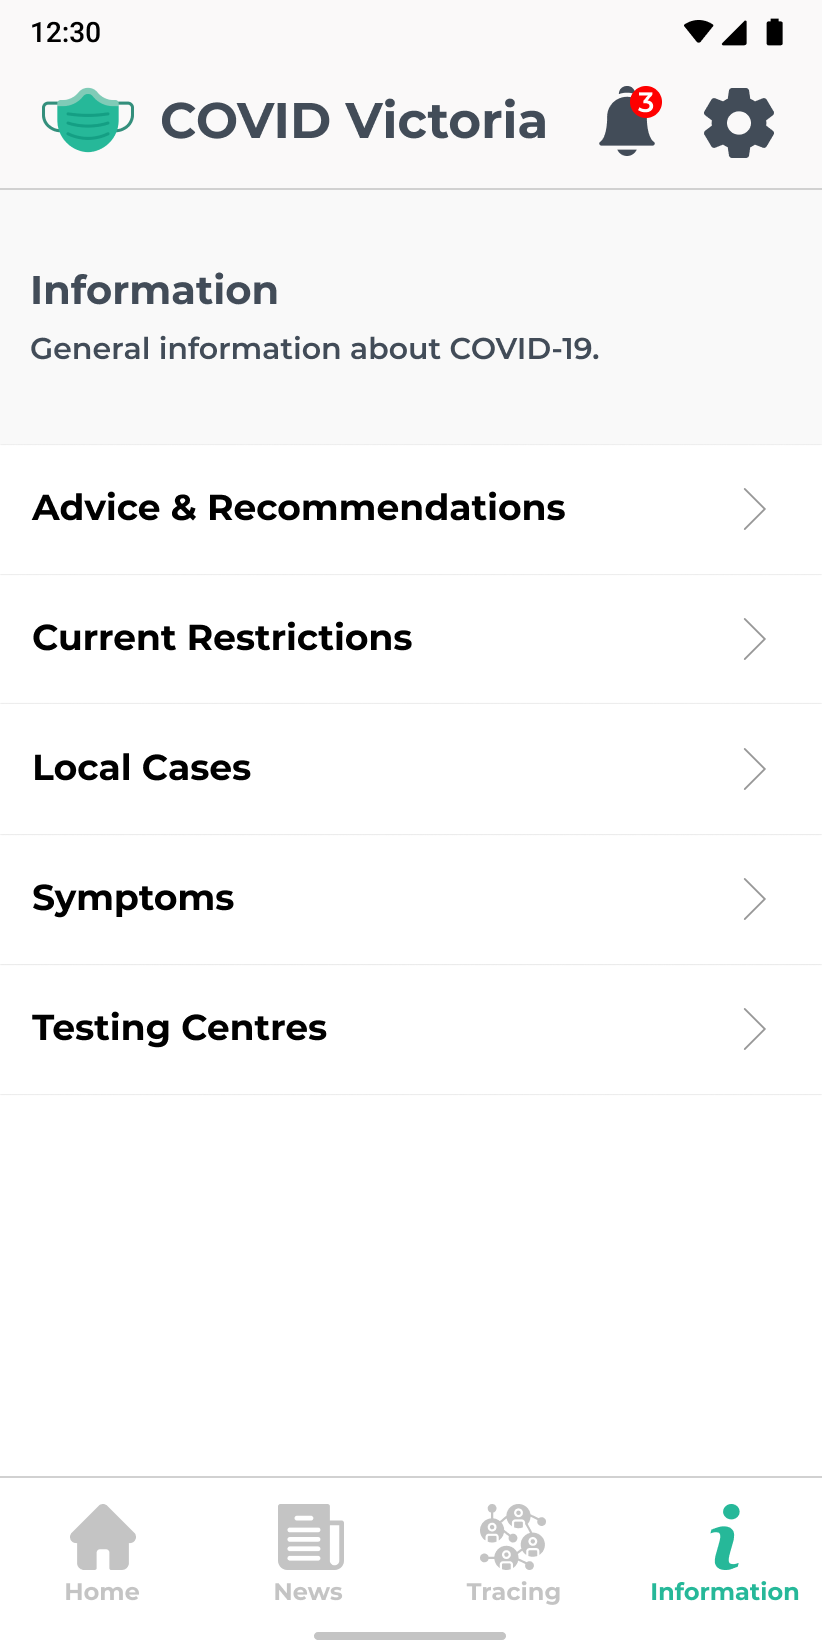 12:30
COVID Victoria
3
Information
General information about COVID-19.
Advice & Recommendations
Current Restrictions
Local Cases
Symptoms
Testing Centres
Home News Tracing Information